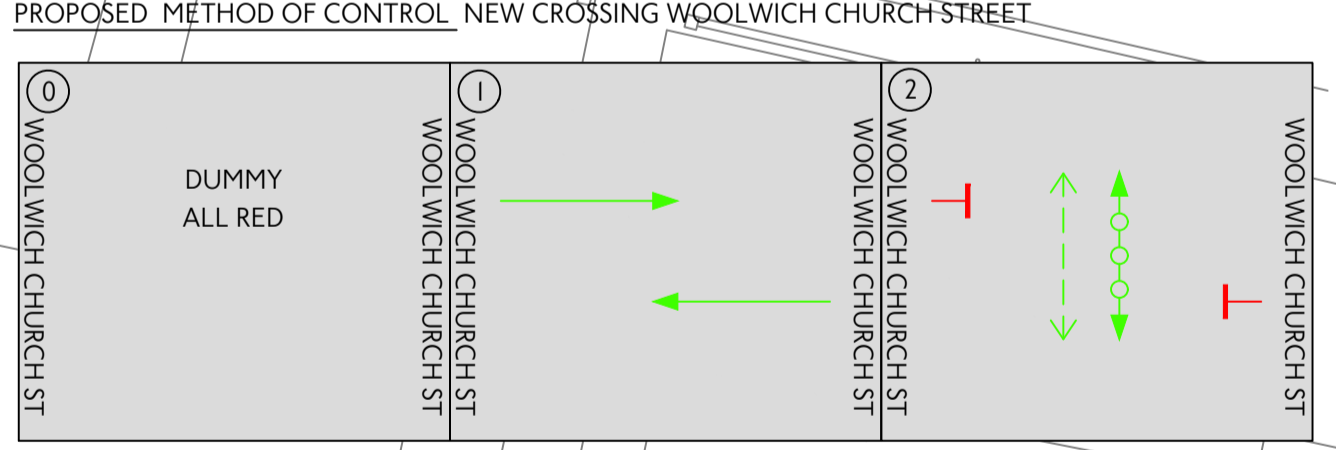 PROPOSED METHOD OF CONTROL NEW CROSSING WOOLWICH CHURCH STREET
0
WOOLWICH CHURCH ST
DUMMY
ALL RED
WOOLWICH CHURCH ST
1
WOOLWICH CHURCH ST
WOOLWICH CHURCH ST
2
WOOLWICH CHURCH ST
WOOLWICH CHURCH ST